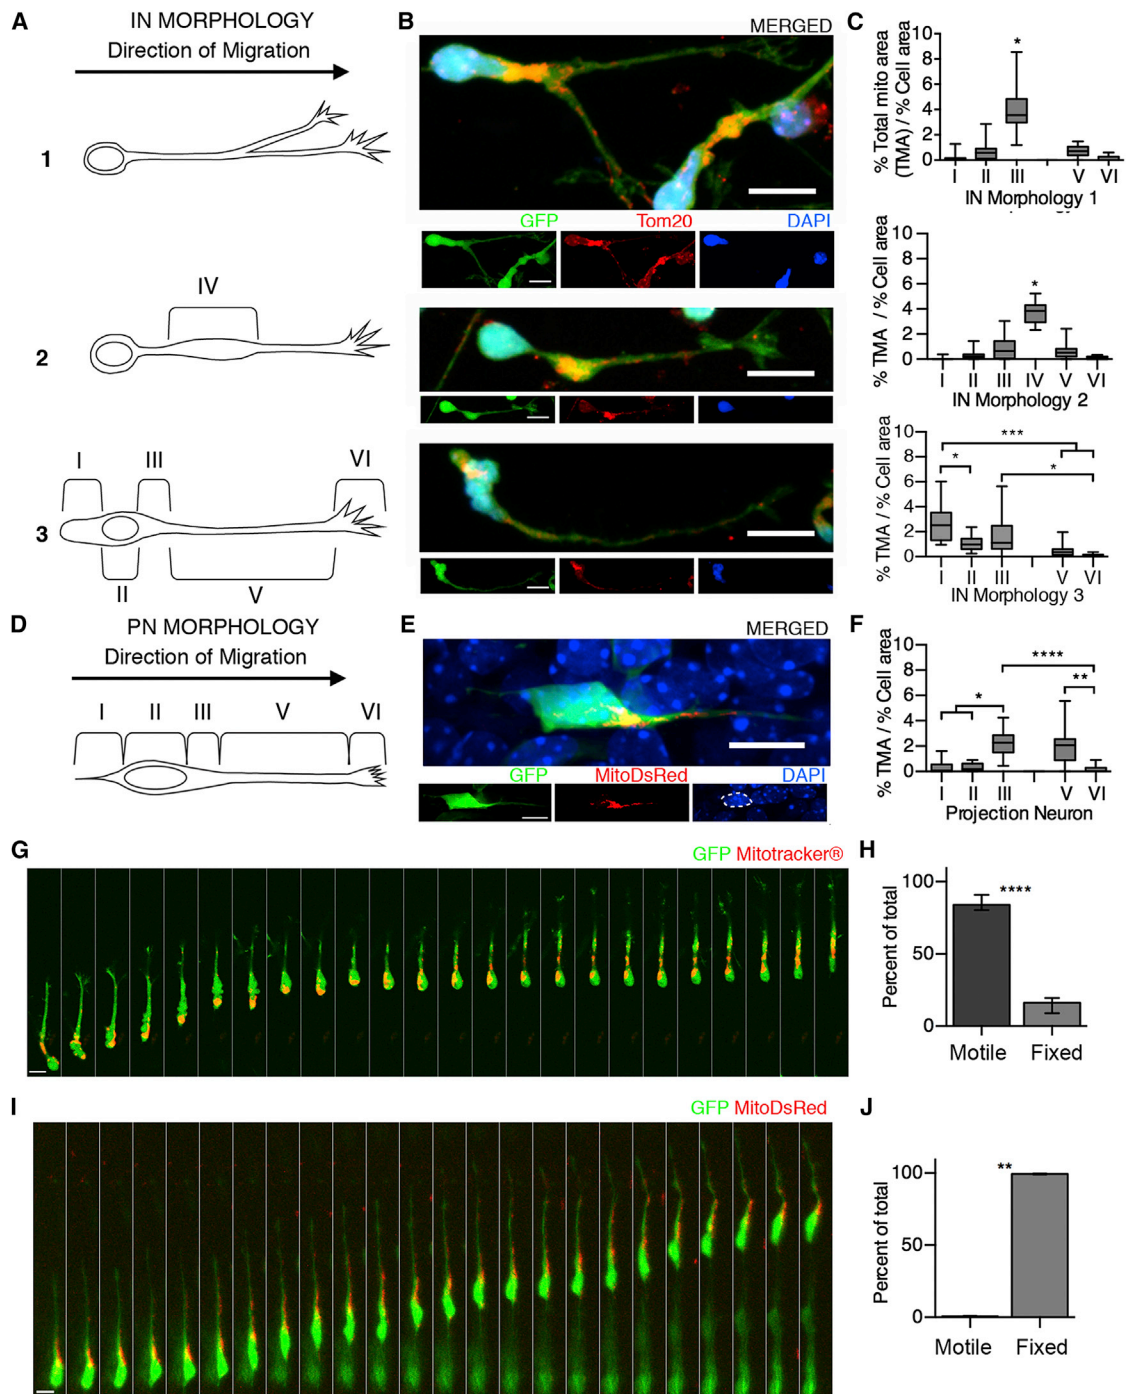 A
IN MORPHOLOGY
Direction of Migration
1
IV
2
I
III
VI
3
II
V
B
MERGED
GFP
Tom20
DAPI
C
% Total mito area
(TMA) / % Cell area
10
8
6
4
2
0
*
I II III V VI
IN Morphology 1
% TMA / % Cell area
10
8
6
4
2
0
*
I II III IV V VI
IN Morphology 2
% TMA / % Cell area
10
8
6
4
2
0
***
*
*
I II III V VI
IN Morphology 3
D
PN MORPHOLOGY
Direction of Migration
I II III V VI
E
MERGED
GFP
MitoDsRed
DAPI
F
% TMA / % Cell area
10
8
6
4
2
0
****
**
*
I II III V VI
Projection Neuron
G
GFP Mitotracker®
H
Percent of total
100
50
0
****
Motile Fixed
I
GFP MitoDsRed
J
Percent of total
100
50
0
**
Motile Fixed